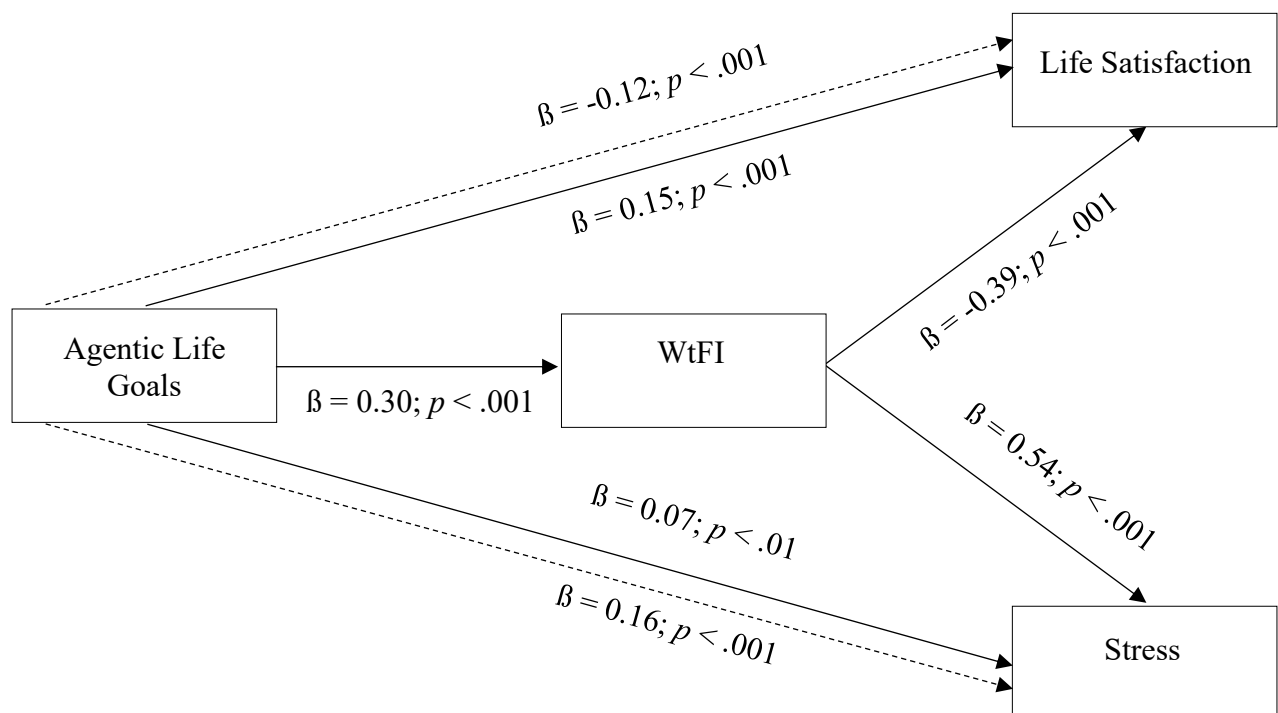 Life Satisfaction
ß = -0.12; p < .001
ß = 0.15; p < .001
ß = -0.39; p < .001
Agentic Life
Goals
WtFI
ß = 0.30; p < .001
ß = 0.54; p < .001
ß = 0.07; p < .01
ß = 0.16; p < .001
Stress